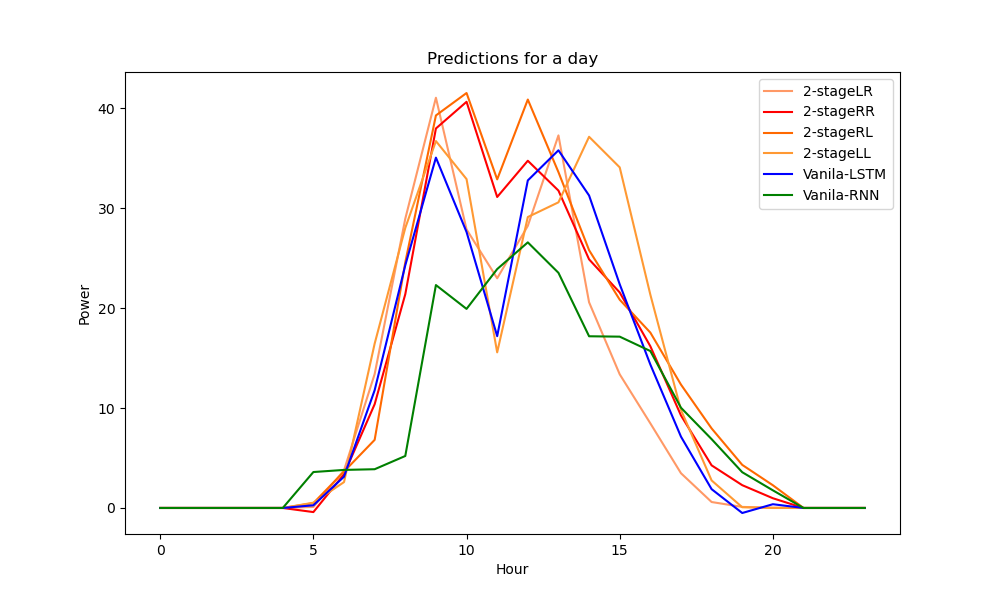 Predictions for a day
2-stageLR
2-stageRR
2-stageRL
2-stageLL
Vanila-LSTM
Vanila-RNN
Power
40
30
20
10
0
0 5 10 15 20
Hour